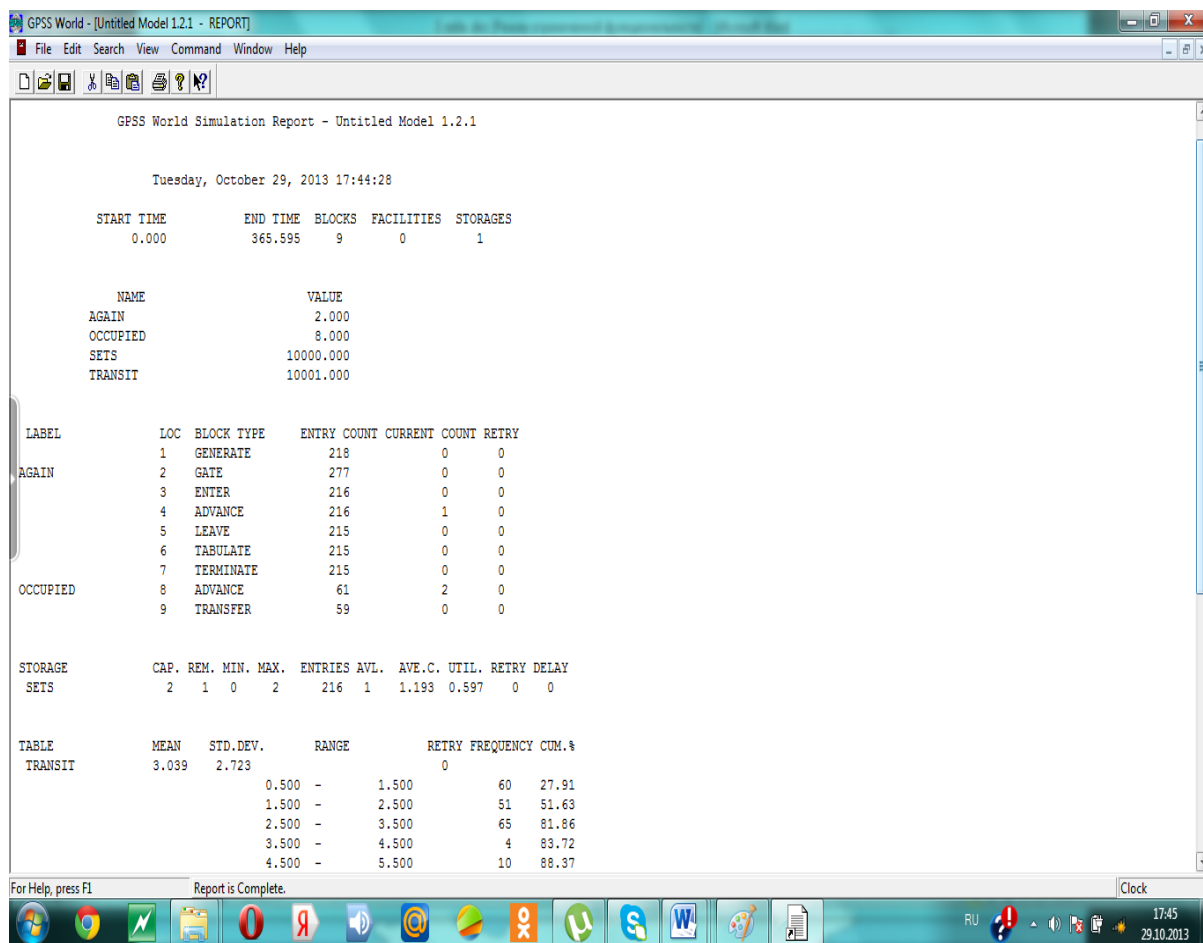 GPSS World - [Untitled Model 1.2.1 - REPORT]
File Edit Search View Command Window Help
GPSS World Simulation Report - Untitled Model 1.2.1
Tuesday, October 29, 2013 17:44:28
START TIME END TIME BLOCKS FACILITIES STORAGES
0.000 365.595 9 0 1
NAME VALUE
AGAIN 2.000
OCCUPIED 8.000
SETS 10000.000
TRANSIT 10001.000
LABEL LOC BLOCK TYPE ENTRY COUNT CURRENT COUNT RETRY
1 GENERATE 218 0 0
AGAIN 2 GATE 277 0 0
3 ENTER 216 0 0
4 ADVANCE 216 1 0
5 LEAVE 215 0 0
6 TABULATE 215 0 0
7 TERMINATE 215 0 0
OCCUPIED 8 ADVANCE 61 2 0
9 TRANSFER 59 0 0
STORAGE CAP. REM. MIN. MAX. ENTRIES AVL. AVE.C. UTIL. RETRY DELAY
SETS 2 1 0 2 216 1 1.193 0.597 0 0
TABLE MEAN STD.DEV. RANGE RETRY FREQUENCY CUM.%
TRANSIT 3.039 2.723 0
0.500 - 1.500 60 27.91
1.500 - 2.500 51 51.63
2.500 - 3.500 65 81.86
3.500 - 4.500 4 83.72
4.500 - 5.500 10 88.37
For Help, press F1 Report is Complete. Clock
RU 17:45
29.10.2013